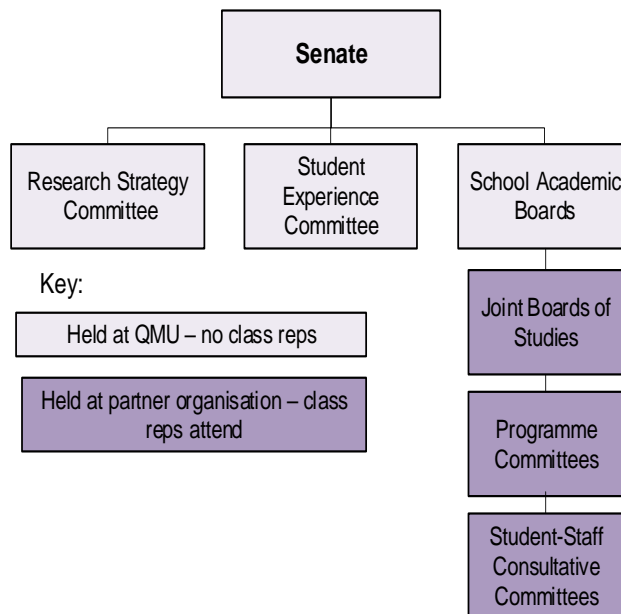 Senate
Research Strategy
Committee
Student
Experience
Committee
School Academic
Boards
Key:
Held at QMU – no class reps
Held at partner organisation – class
reps attend
Joint Boards of
Studies
Programme
Committees
Student-Staff
Consultative
Committees